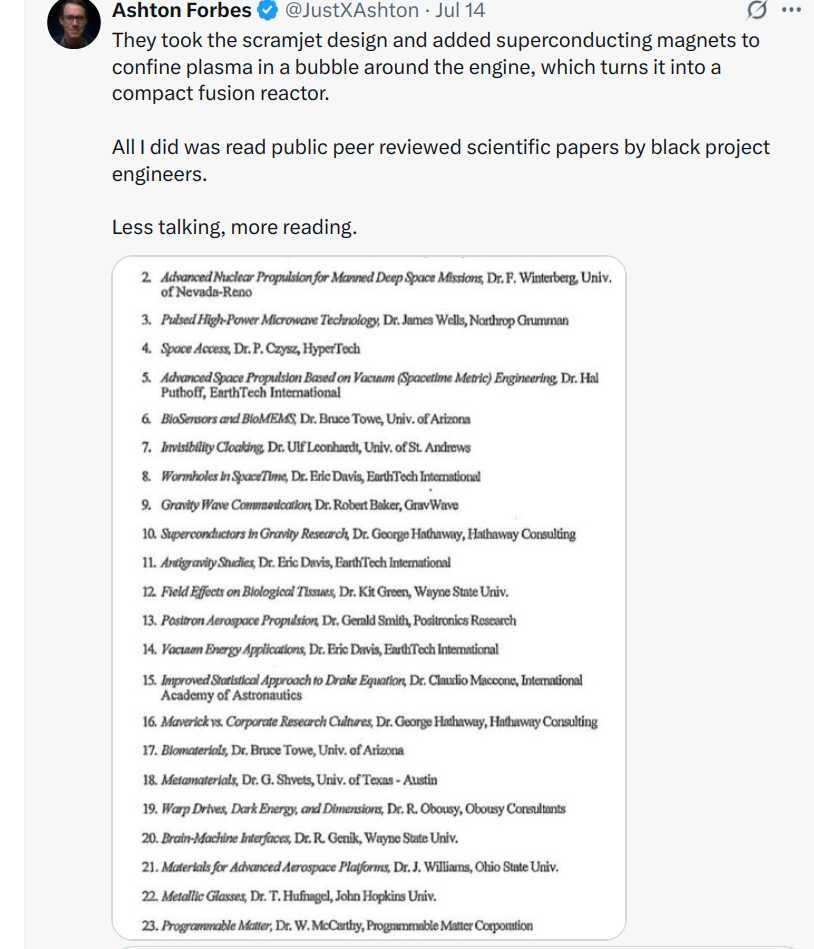 Ashton Forbes @JustXAshton · Jul 14
They took the scramjet design and added superconducting magnets to
confine plasma in a bubble around the engine, which turns it into a
compact fusion reactor.
All I did was read public peer reviewed scientific papers by black project
engineers.
Less talking, more reading.
2. Advanced Nuclear Propulsion for Manned Deep Space Missions, Dr. F. Winterberg, Univ.
of Nevada-Reno
3. Pulsed High-Power Microwave Technology, Dr. James Wells, Northrop Grumman
4. Space Access, Dr. P. Czysz, HyperTech
5. Advanced Space Propulsion Based on Vacuum (Spacetime Metric) Engineering, Dr. Hal
Puthoff, EarthTech International
6. BioSensors and BioMEMS, Dr. Bruce Towe, Univ. of Arizona
7. Invisibility Cloaking, Dr. Ulf Leonhardt, Univ. of St. Andrews
8. Wormholes in SpaceTime, Dr. Eric Davis, EarthTech International
9. Gravity Wave Communication, Dr. Robert Baker, GravWave
10. Superconductors in Gravity Research, Dr. George Hathaway, Hathaway Consulting
11. Antigravity Studies, Dr. Eric Davis, EarthTech International
12. Field Effects on Biological Tissues, Dr. Kit Green, Wayne State Univ.
13. Positron Aerospace Propulsion, Dr. Gerald Smith, Positronics Research
14. Vacuum Energy Applications, Dr. Eric Davis, EarthTech International
15. Improved Statistical Approach to Drake Equation, Dr. Claudio Maccone, International
Academy of Astronautics
16. Maverick vs. Corporate Research Cultures, Dr. George Hathaway, Hathaway Consulting
17. Biomaterials, Dr. Bruce Towe, Univ. of Arizona
18. Metamaterials, Dr. G. Shvets, Univ. of Texas - Austin
19. Warp Drives, Dark Energy, and Dimensions, Dr. R. Obousy, Obousy Consultants
20. Brain-Machine Interfaces, Dr. R. Genik, Wayne State Univ.
21. Materials for Advanced Aerospace Platforms, Dr. J. Williams, Ohio State Univ.
22. Metallic Glasses, Dr. T. Hufnagel, John Hopkins Univ.
23. Programmable Matter, Dr. W. McCarthy, Programmable Matter Corporation